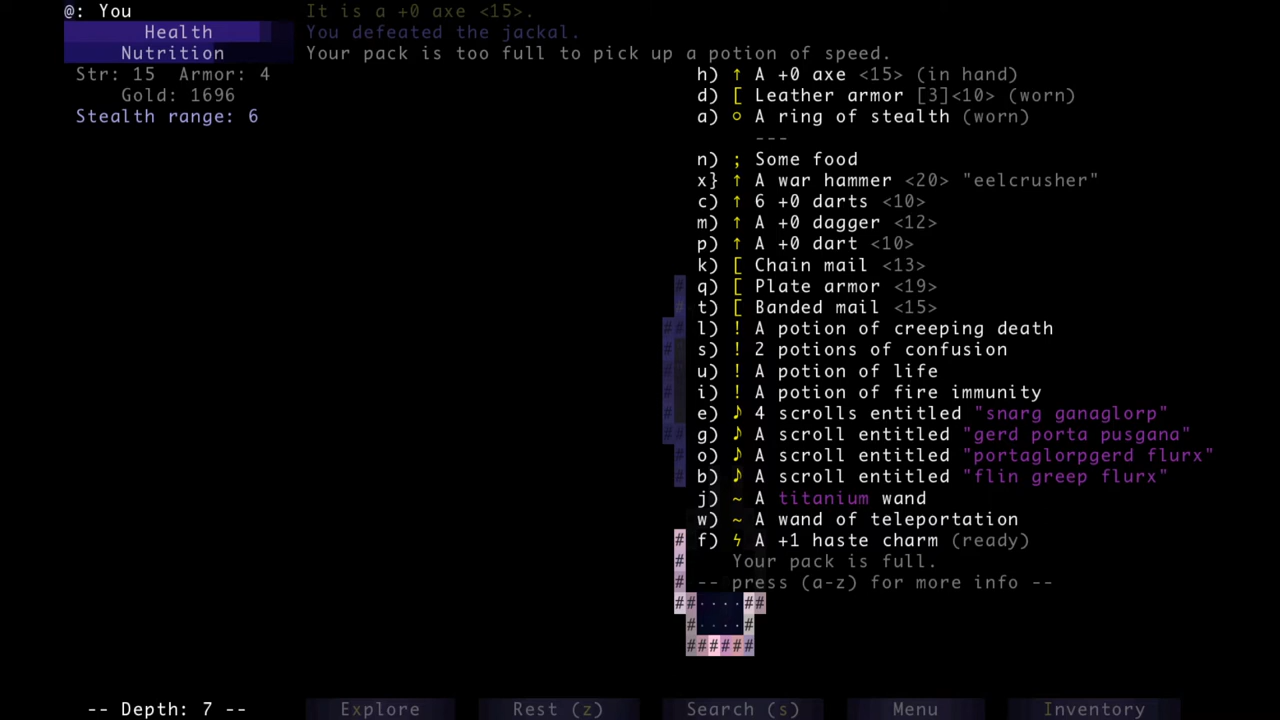 @: You
It is a +0 axe <15>.
Health
You defeated the jackal.
Nutrition
Your pack is too full to pick up a potion of speed.
Str: 15 Armor: 4
Gold: 1696
Stealth range: 6
h) ↑ A +0 axe <15> (in hand)
d) [ Leather armor [3]<10> (worn)
a) ○ A ring of stealth (worn)
---
n) ; Some food
x} ↑ A war hammer <20> "eelcrusher"
c) ↑ 6 +0 darts <10>
m) ↑ A +0 dagger <12>
p) ↑ A +0 dart <10>
k) [ Chain mail <13>
q) [ Plate armor <19>
t) [ Banded mail <15>
l) ! A potion of creeping death
s) ! 2 potions of confusion
u) ! A potion of life
i) ! A potion of fire immunity
e) ♪ 4 scrolls entitled "snarg ganaglorp"
g) ♪ A scroll entitled "gerd porta pusgana"
o) ♪ A scroll entitled "portaglorpgerd flurx"
b) ♪ A scroll entitled "flin greep flurx"
j) ~ A titanium wand
w) ~ A wand of teleportation
f) ϟ A +1 haste charm (ready)
Your pack is full.
-- press (a-z) for more info --
##....##
#....#
######
-- Depth: 7 --
Explore
Rest (z)
Search (s)
Menu
Inventory